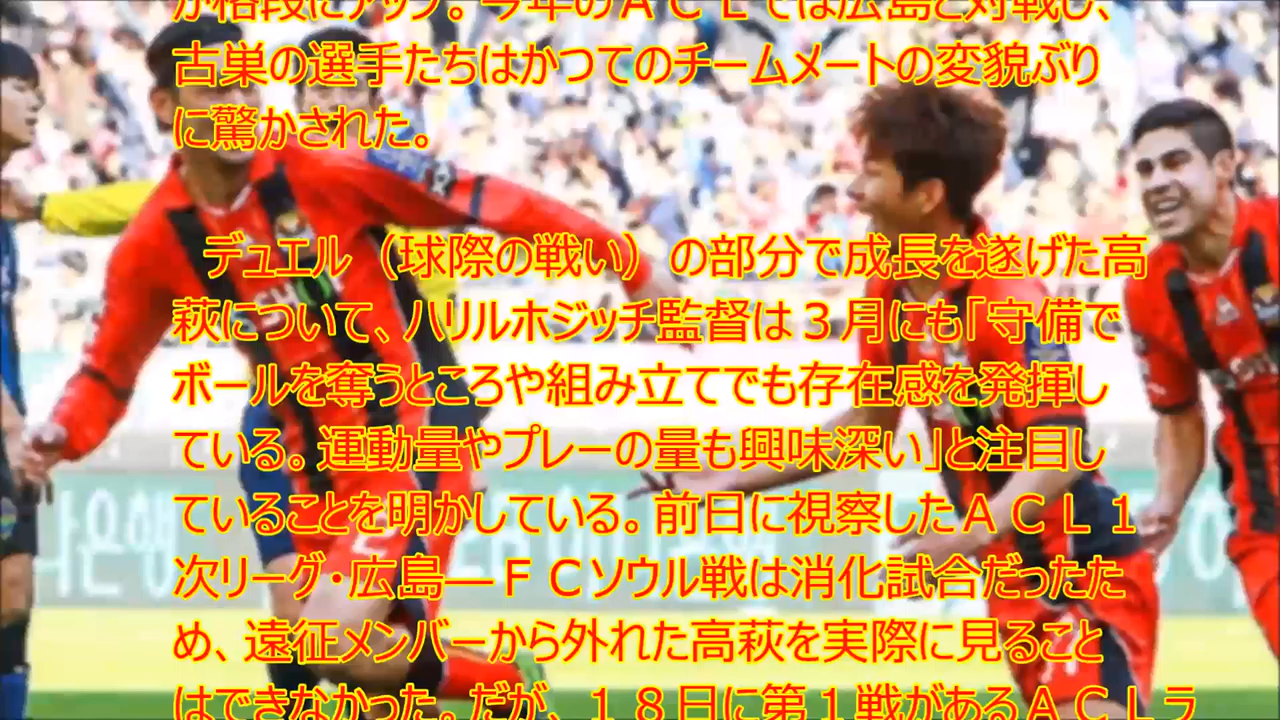 が格段にアップ。今年のＡＣＬでは広島と対戦し、
古巣の選手たちはかつてのチームメートの変貌ぶり
に驚かされた。
デュエル（球際の戦い）の部分で成長を遂げた高
萩について、ハリルホジッチ監督は３月にも「守備で
ボールを奪うところや組み立てでも存在感を発揮し
ている。運動量やプレーの量も興味深い」と注目し
ていることを明かしている。前日に視察したＡＣＬ１
次リーグ・広島―ＦＣソウル戦は消化試合だったた
め、遠征メンバーから外れた高萩を実際に見ること
はできなかった。だが、１８日に第１戦があるＡＣＬラ